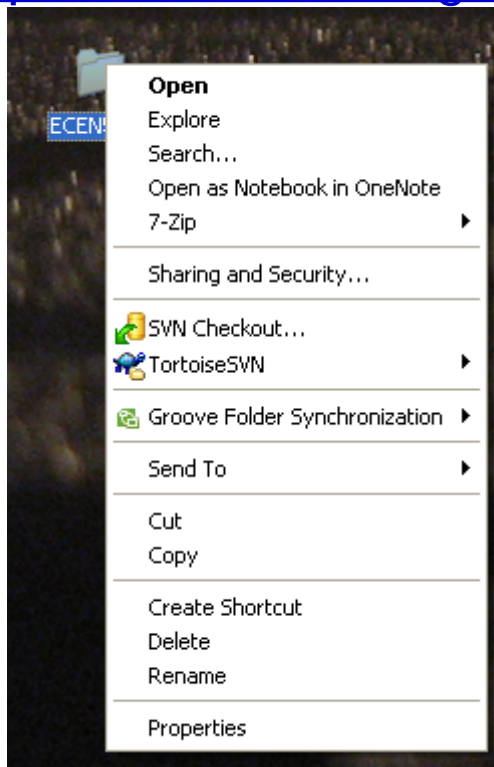 ECEN
Open
Explore
Search...
Open as Notebook in OneNote
7-Zip
Sharing and Security...
SVN Checkout...
TortoiseSVN
Groove Folder Synchronization
Send To
Cut
Copy
Create Shortcut
Delete
Rename
Properties